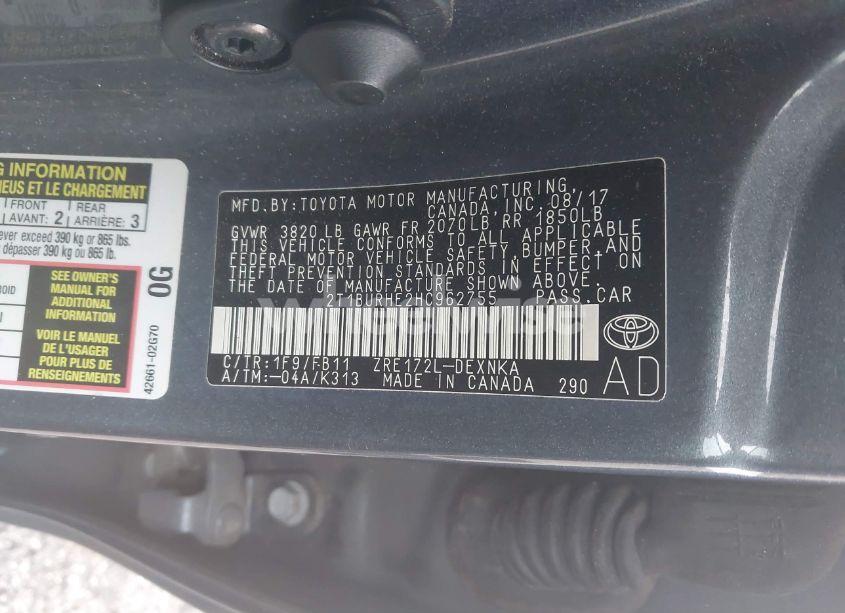 G INFORMATION
NEUS ET LE CHARGEMENT
FRONT REAR
AVANT: 2 ARRIÈRE: 3
ver exceed 390 kg or 865 lbs.
dépasser 390 kg ou 865 lb.
SEE OWNER'S
MANUAL FOR
ADDITIONAL
INFORMATION
VOIR LE MANUEL
DE L'USAGER
POUR PLUS DE
RENSEIGNEMENTS
0G
42661-02G70
MFD.BY:TOYOTA MOTOR MANUFACTURING,
CANADA, INC. 08/17
GVWR 3820 LB GAWR FR 2070LB RR 1850LB
THIS VEHICLE CONFORMS TO ALL APPLICABLE
FEDERAL MOTOR VEHICLE SAFETY,BUMPER,AND
THEFT PREVENTION STANDARDS IN EFFECT ON
THE DATE OF MANUFACTURE SHOWN ABOVE.
2T1BURHE2HC962755 PASS.CAR
C/TR:1F9/FB11 ZRE172L-DEXNKA
A/TM:-04A/K313 MADE IN CANADA 290
AD